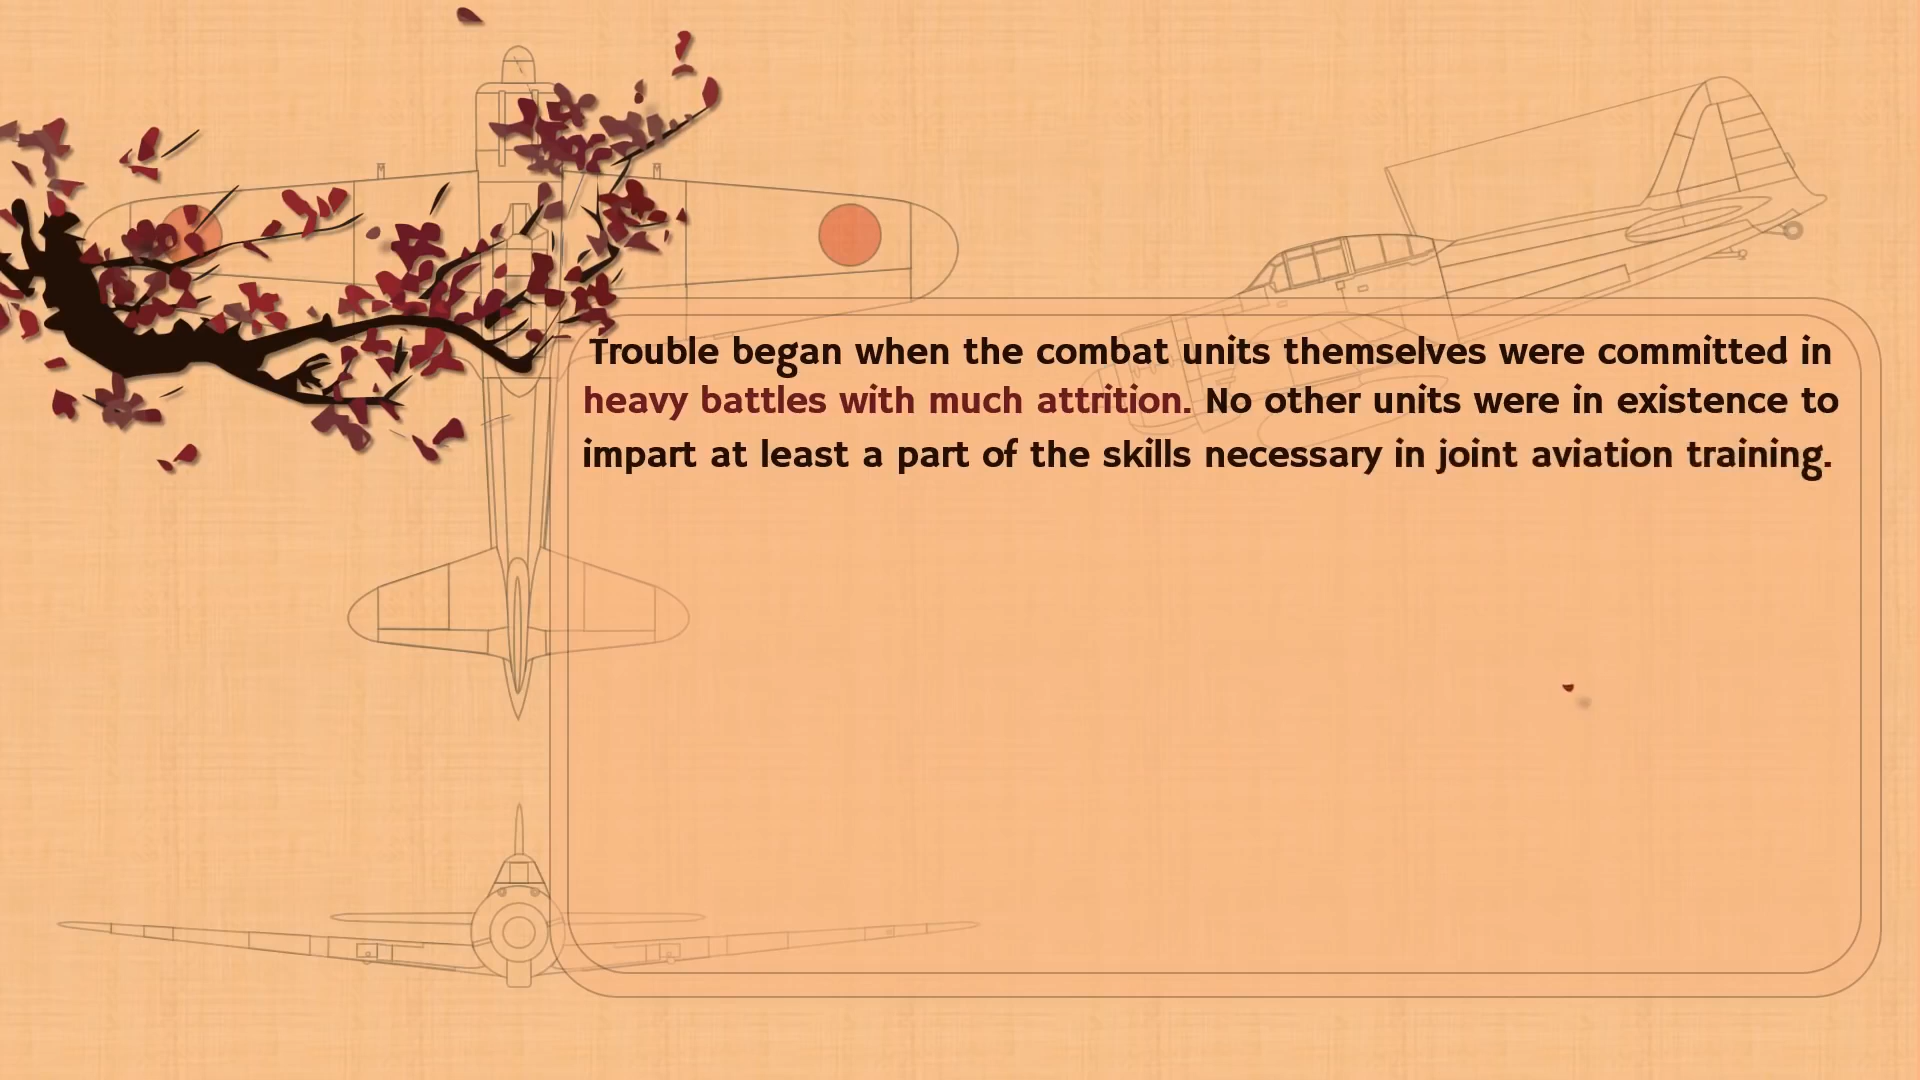 Trouble began when the combat units themselves were committed in
heavy battles with much attrition. No other units were in existence to
impart at least a part of the skills necessary in joint aviation training.